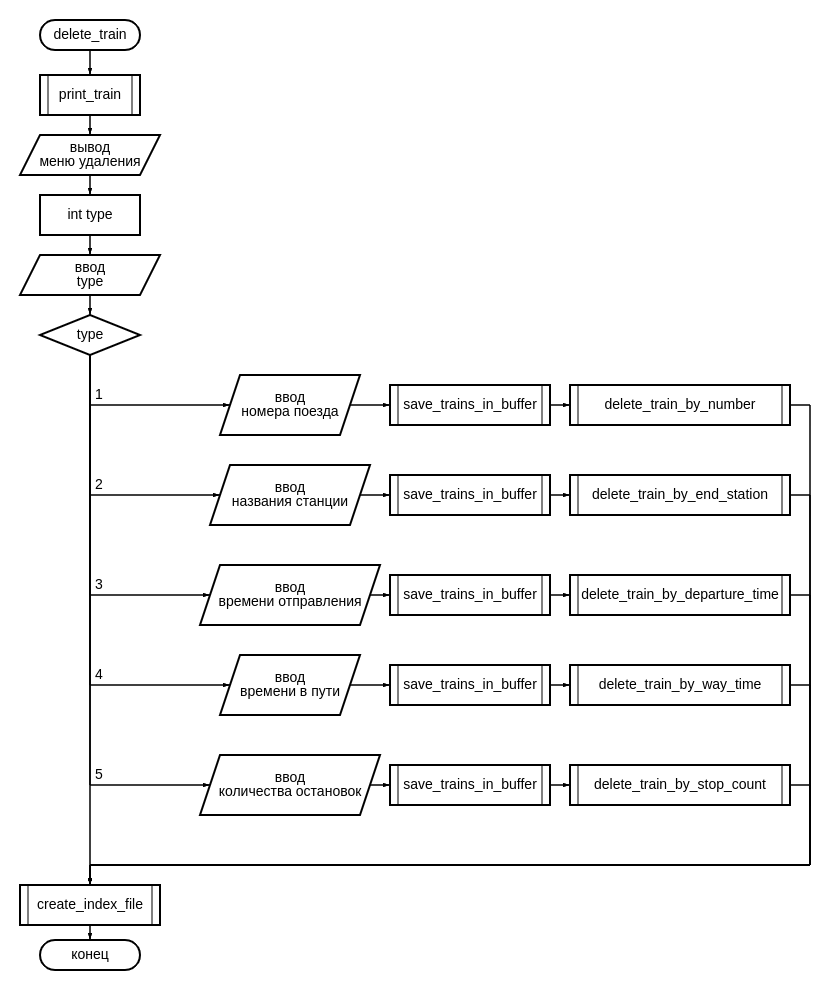 delete_train
print_train
вывод
меню удаления
int type
ввод
type
type
1
ввод
номера поезда
save_trains_in_buffer
delete_train_by_number
2
ввод
названия станции
save_trains_in_buffer
delete_train_by_end_station
3
ввод
времени отправления
save_trains_in_buffer
delete_train_by_departure_time
4
ввод
времени в пути
save_trains_in_buffer
delete_train_by_way_time
5
ввод
количества остановок
save_trains_in_buffer
delete_train_by_stop_count
create_index_file
конец